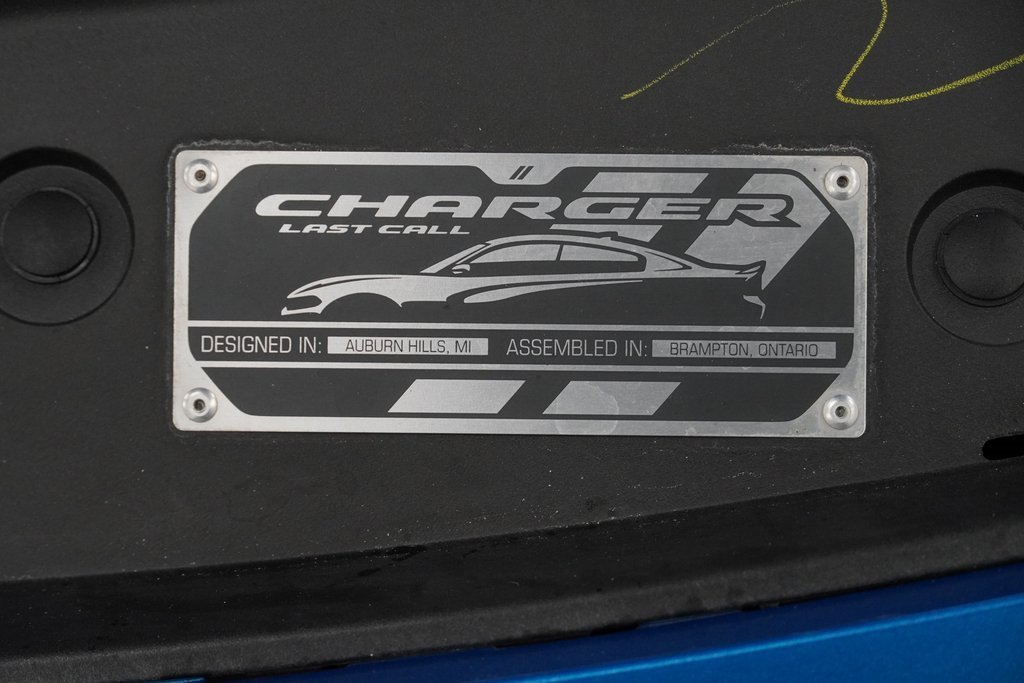 CHARGER
LAST CALL
DESIGNED IN: AUBURN HILLS, MI ASSEMBLED IN: BRAMPTON, ONTARIO